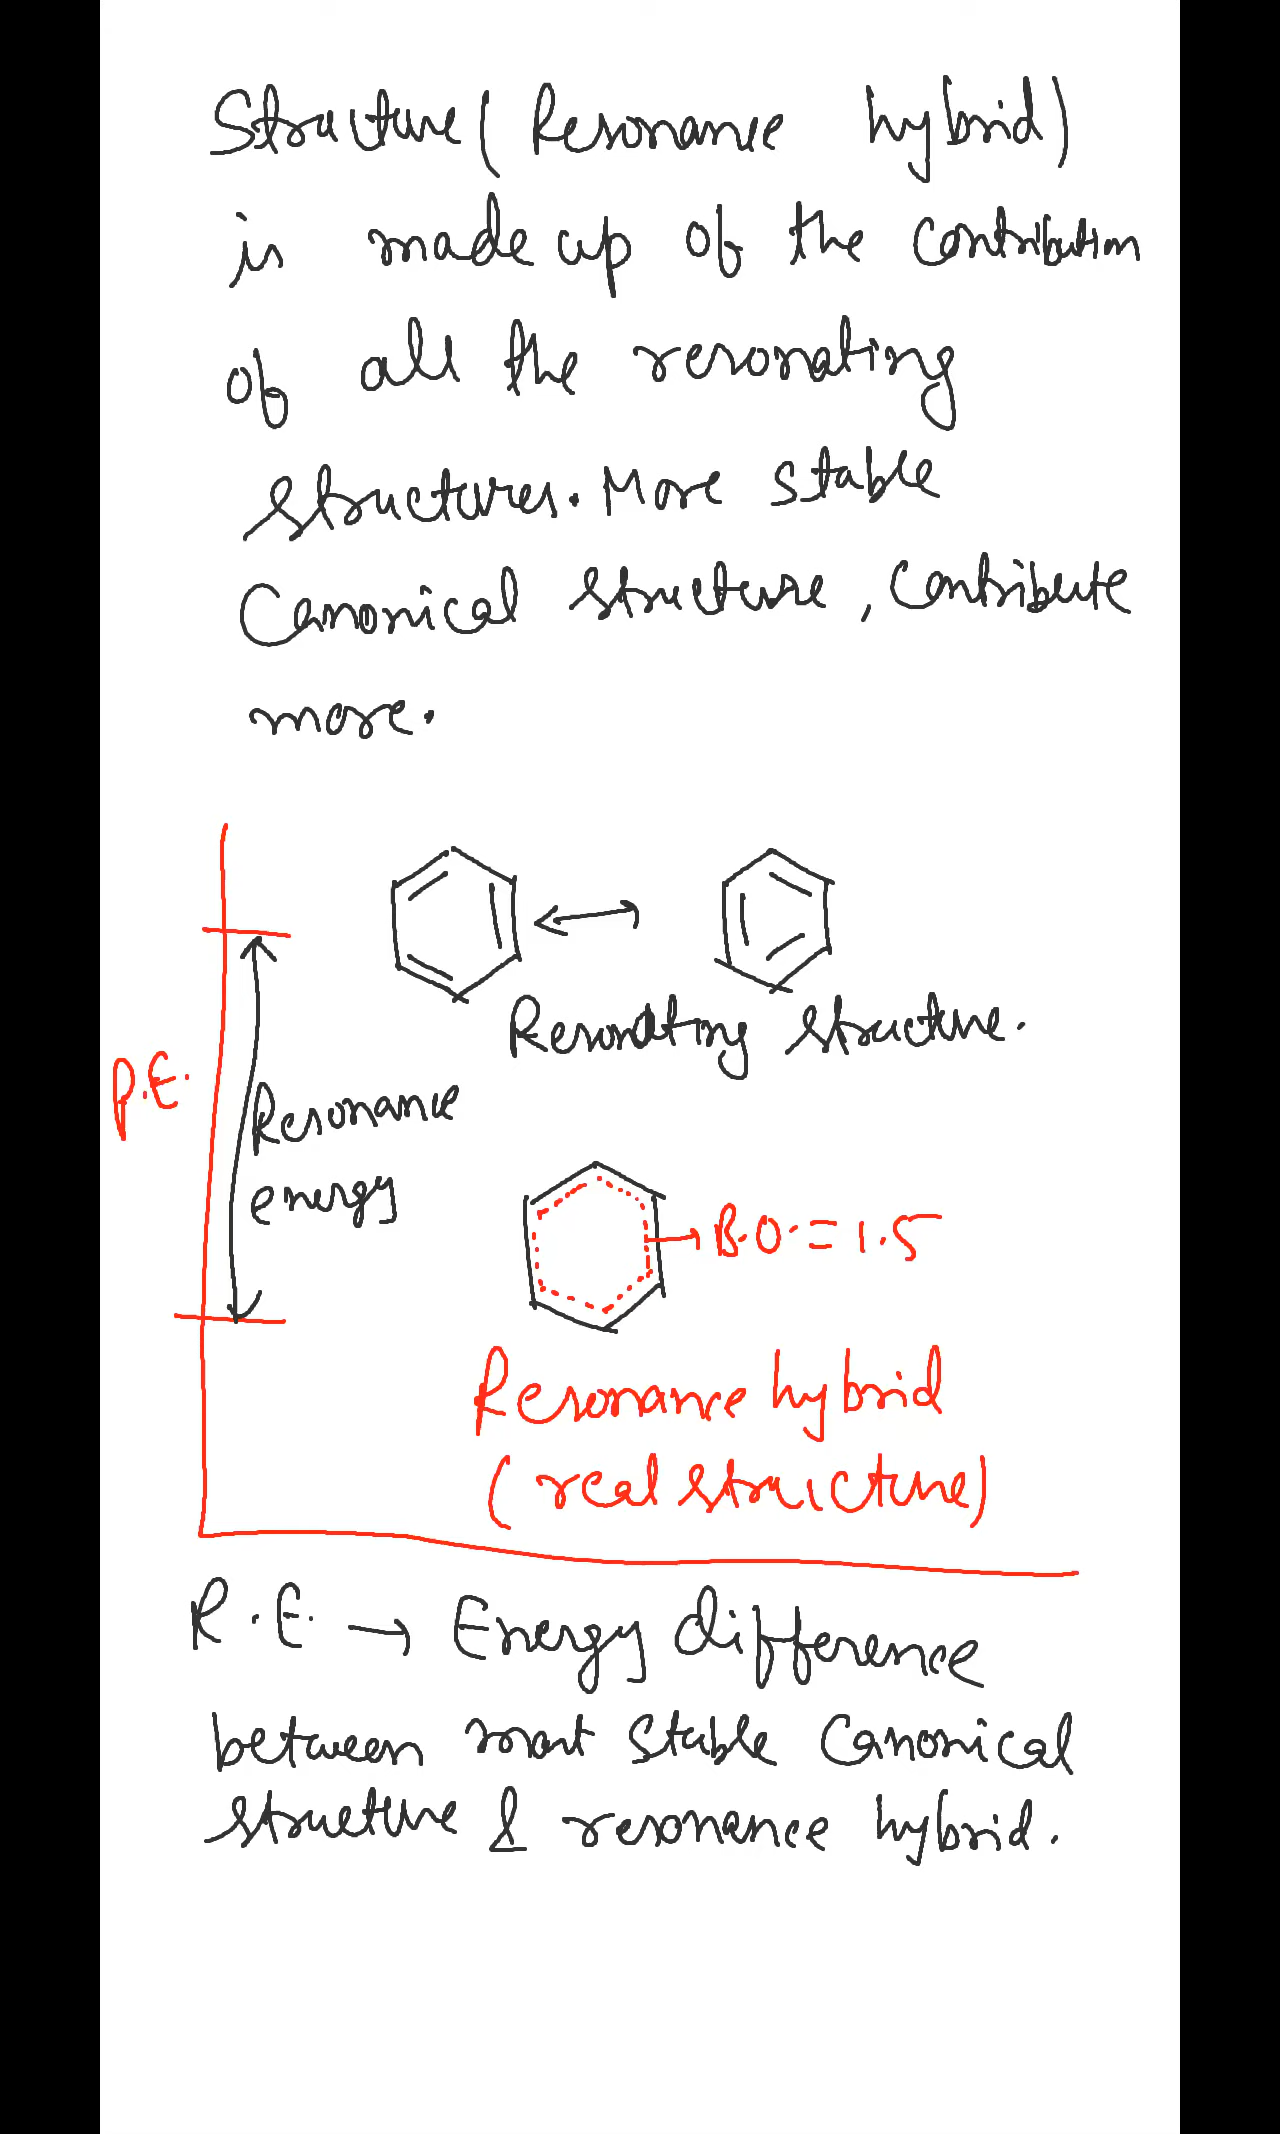 Structure (Resonance hybrid)
is made up of the contribution
of all the resonating
structures. More stable
Canonical structure, contribute
more.
Resonating structure.
P.E.
Resonance
energy
B.O. = 1.5
Resonance hybrid
(real structure)
R.E. → Energy difference
between most stable Canonical
structure & resonance hybrid.